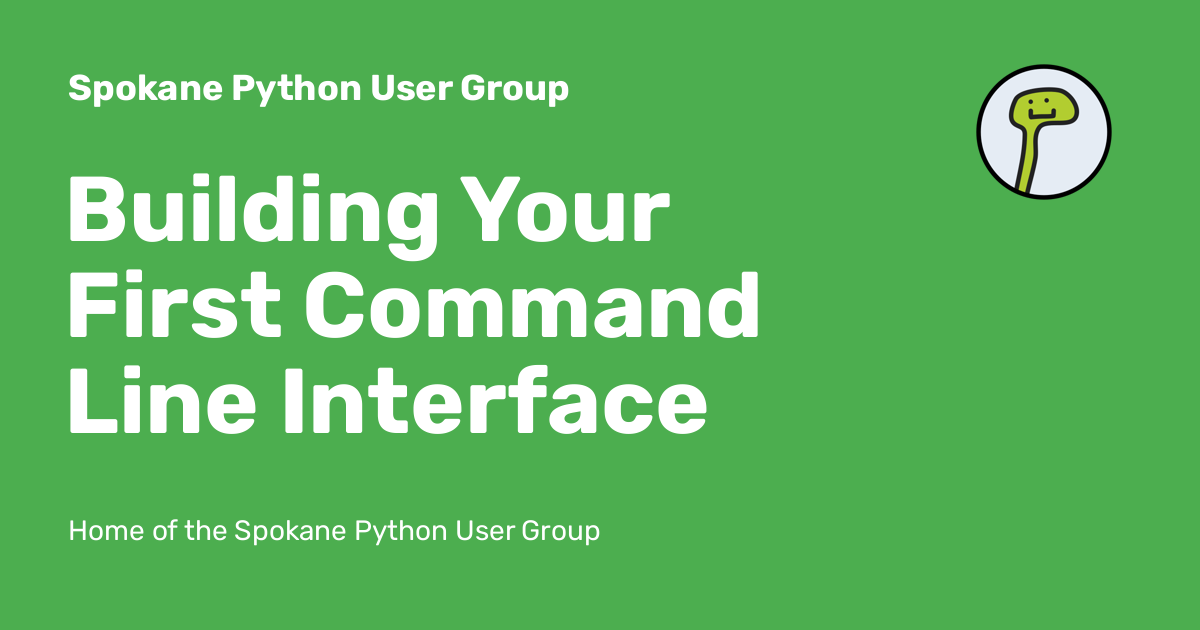 Spokane Python User Group
Building Your
First Command
Line Interface
Home of the Spokane Python User Group